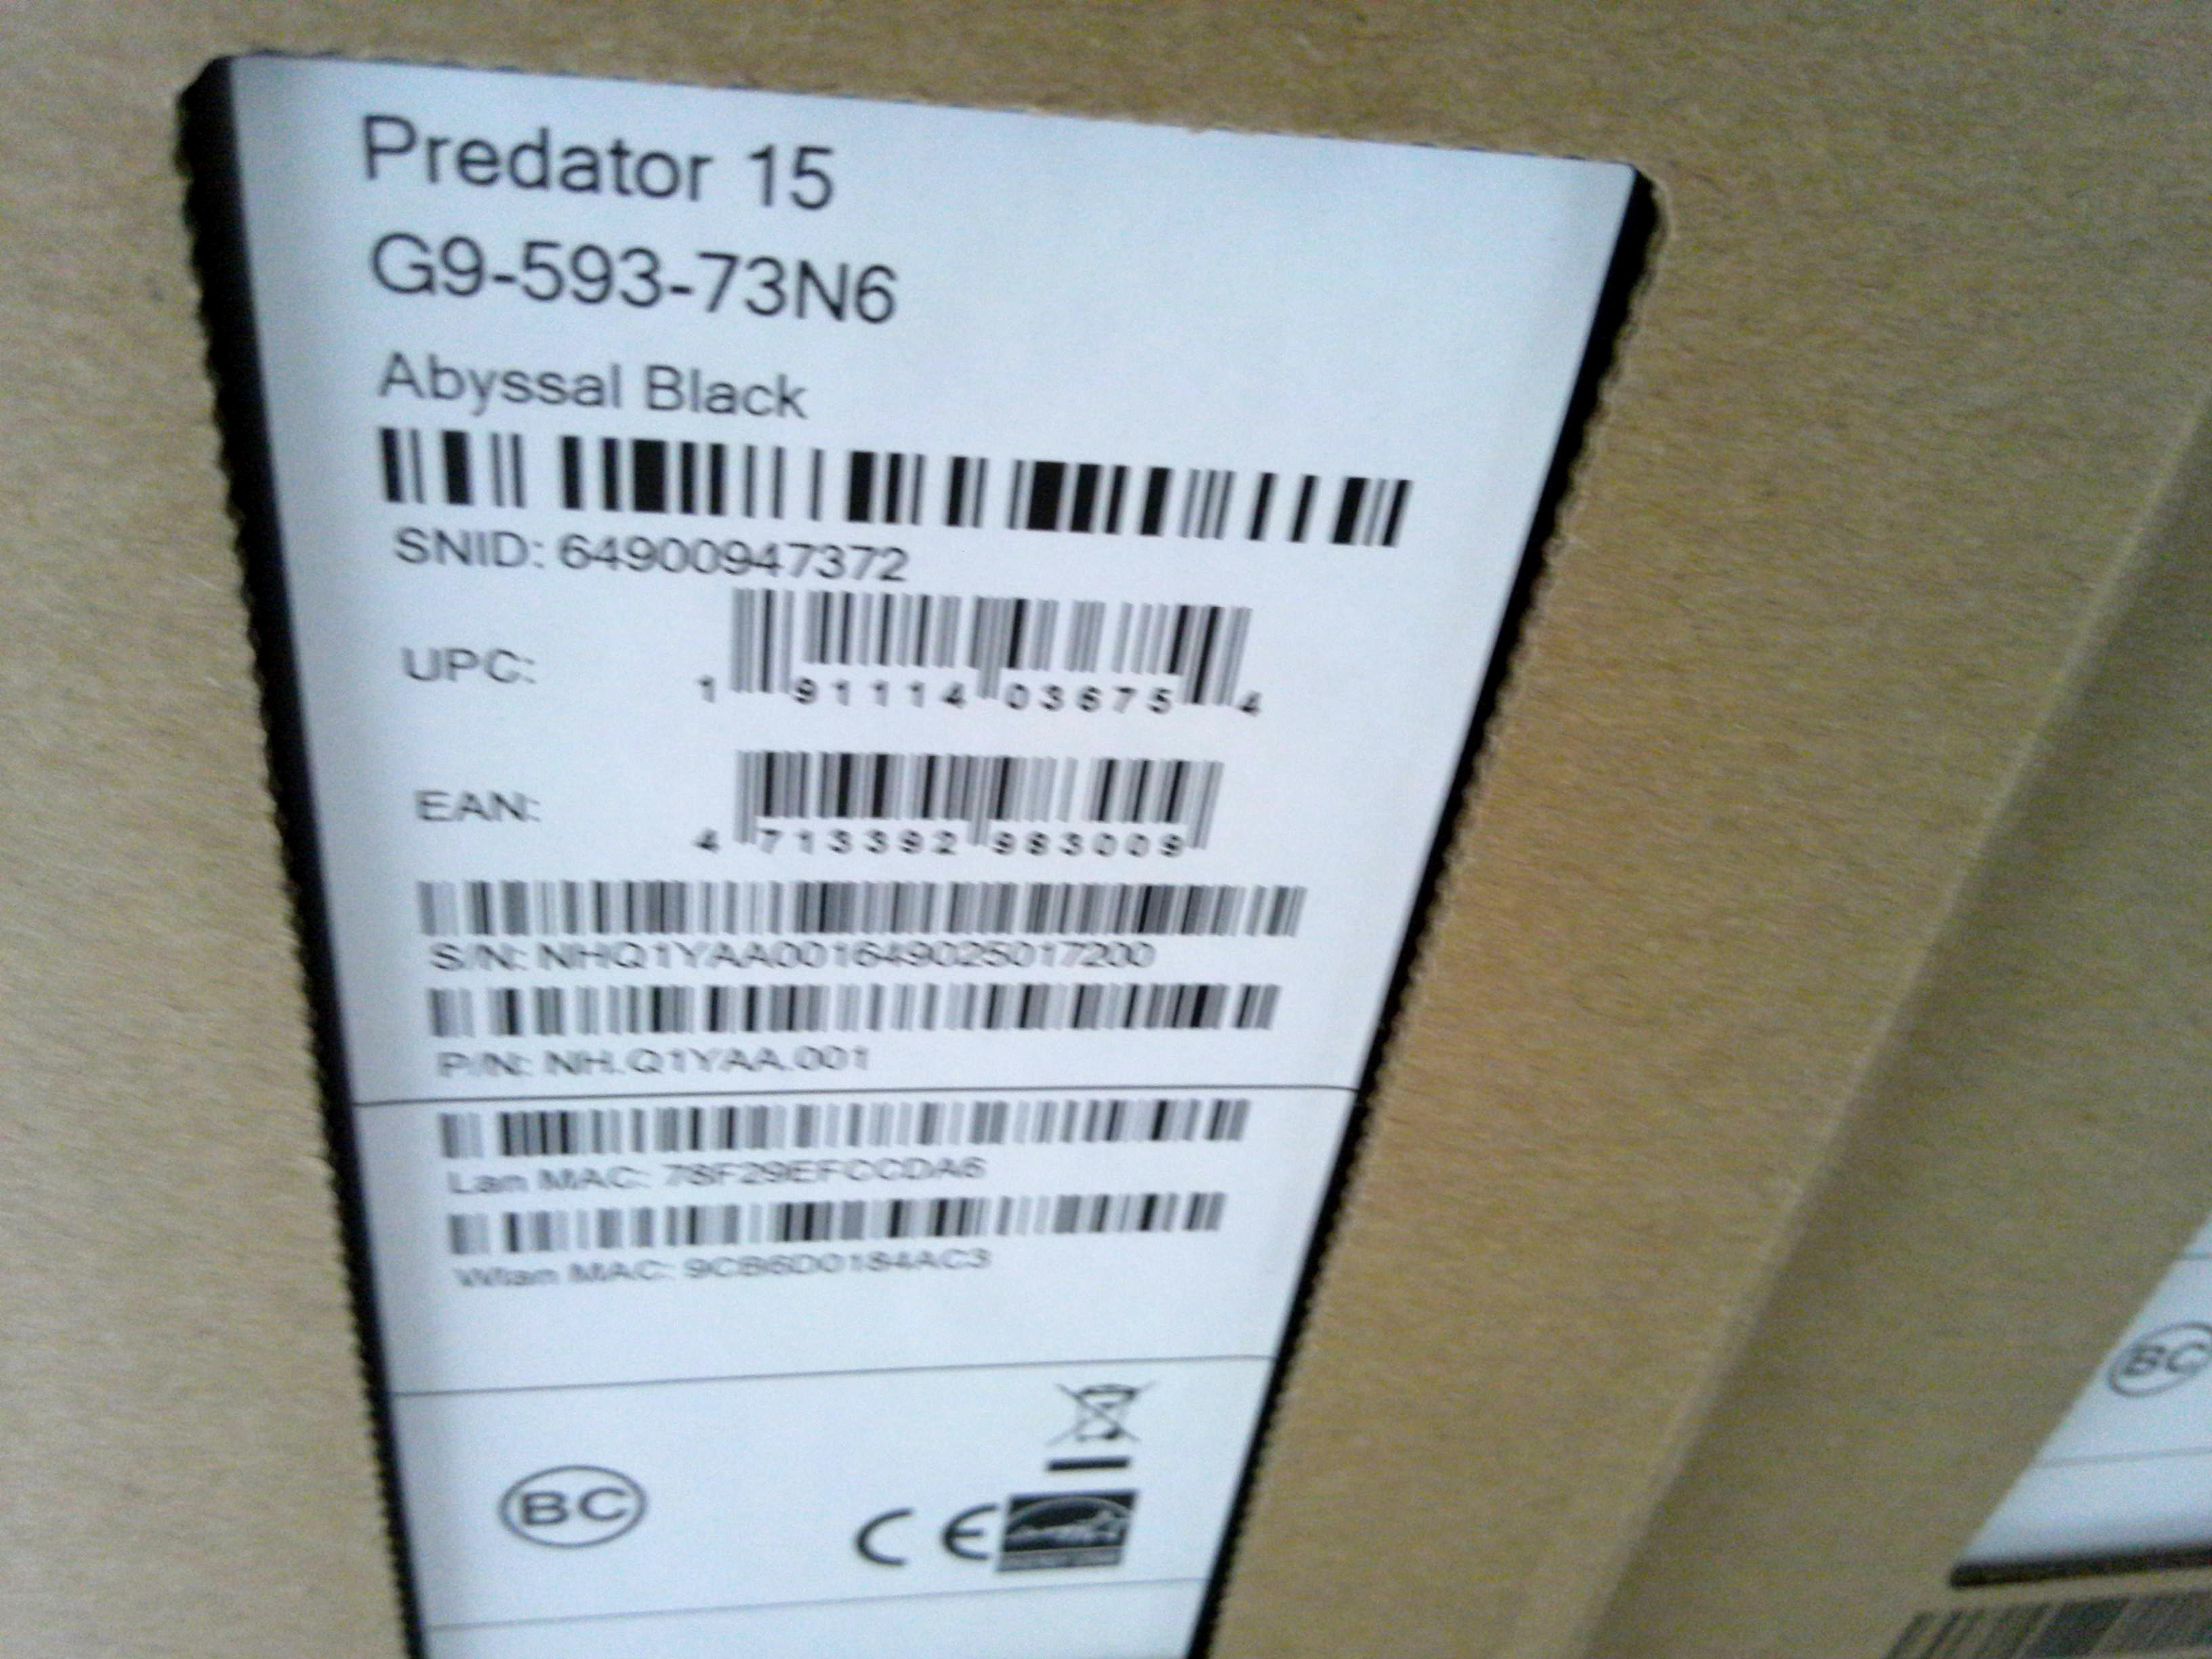 Predator 15
G9-593-73N6
Abyssal Black
SNID: 64900947372
UPC: 1 91114 03675 4
EAN: 4 713392 983009
S/N: NHQ1YAA001649025017200
P/N: NH.Q1YAA.001
Lan MAC: 78F29EFCCDA6
Wlan MAC: 9CB6D0184AC3
BC
CE
BC